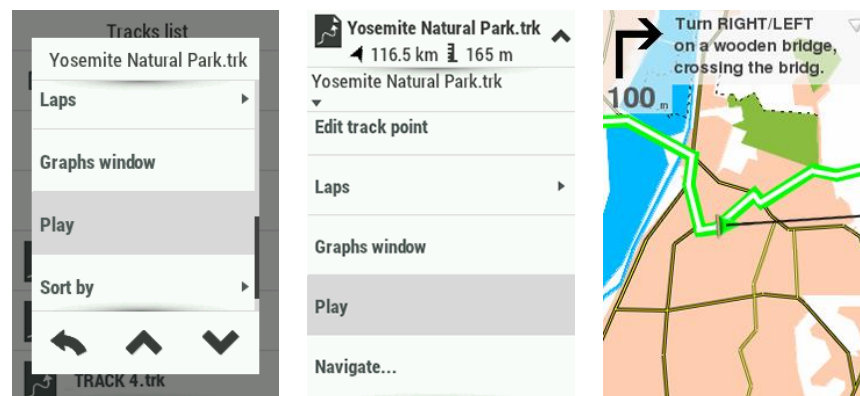 Tracks list
Yosemite Natural Park.trk
Laps
Graphs window
Play
Sort by
TRACK 4.trk
Yosemite Natural Park.trk
116.5 km 165 m
Yosemite Natural Park.trk
Edit track point
Laps
Graphs window
Play
Navigate...
Turn RIGHT/LEFT
on a wooden bridge,
crossing the bridg.
100 m